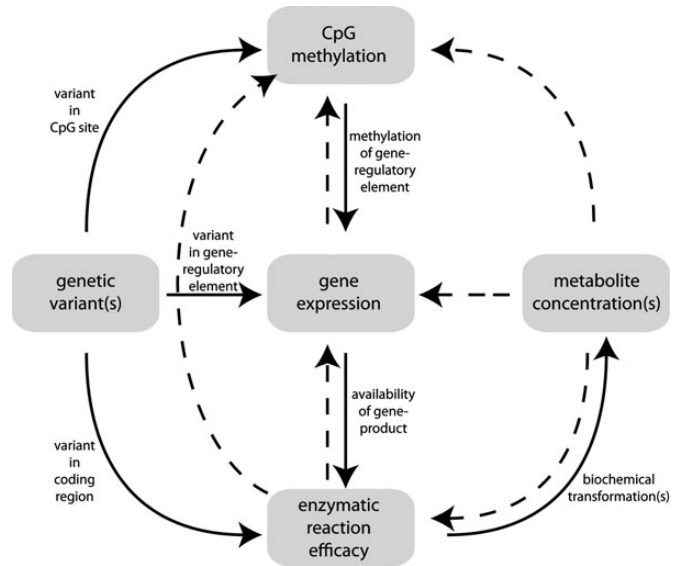 CpG
methylation
variant
in
CpG site
methylation
of gene-
regulatory
element
variant
in gene-
regulatory
element
genetic
variant(s)
gene
expression
metabolite
concentration(s)
availability
of gene-
product
variant
in
coding
region
biochemical
transformation(s)
enzymatic
reaction
efficacy